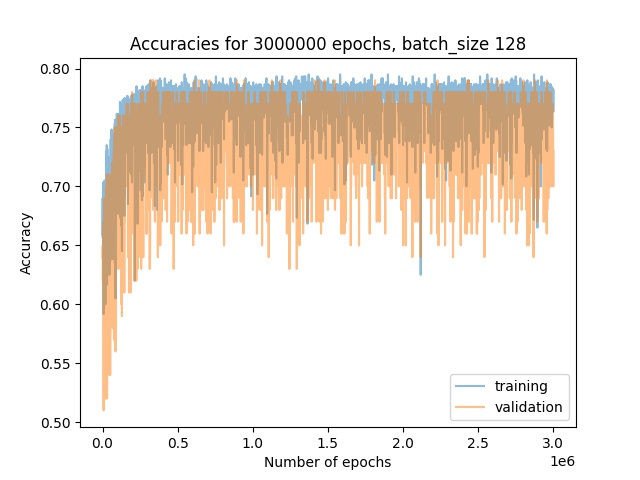 Accuracies for 3000000 epochs, batch_size 128
0.80
0.75
0.70
0.65
0.60
0.55
0.50
Accuracy
training
validation
0.0 0.5 1.0 1.5 2.0 2.5 3.0
1e6
Number of epochs